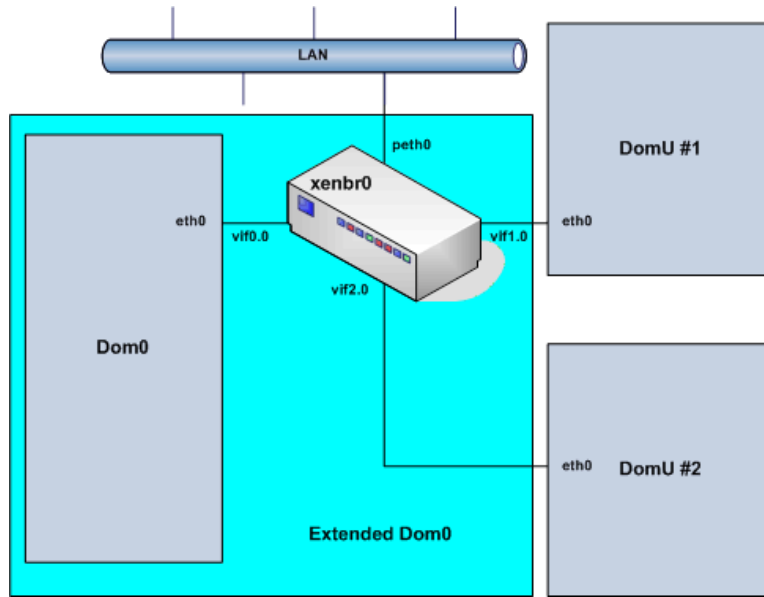 LAN
peth0
DomU #1
xenbr0
eth0
vif0.0
vif1.0
eth0
vif2.0
Dom0
eth0
DomU #2
Extended Dom0